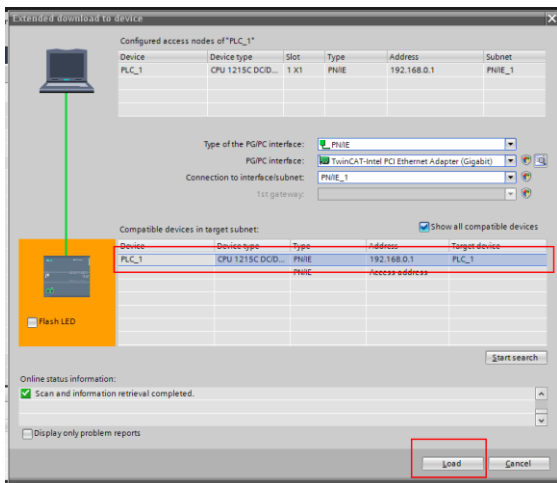 Extended download to device
Configured access nodes of "PLC_1"
Device Device type Slot Type Address Subnet
PLC_1 CPU 1215C DC/D... 1 X1 PN/IE 192.168.0.1 PN/IE_1
Type of the PG/PC interface: PN/IE
PG/PC interface: TwinCAT-Intel PCI Ethernet Adapter (Gigabit)
Connection to interface/subnet: PN/IE_1
1st gateway:
Compatible devices in target subnet: Show all compatible devices
Device Device type Type Address Target device
PLC_1 CPU 1215C DC/D... PN/IE 192.168.0.1 PLC_1
PN/IE Access address
Flash LED
Start search
Online status information:
Scan and information retrieval completed.
Display only problem reports
Load Cancel